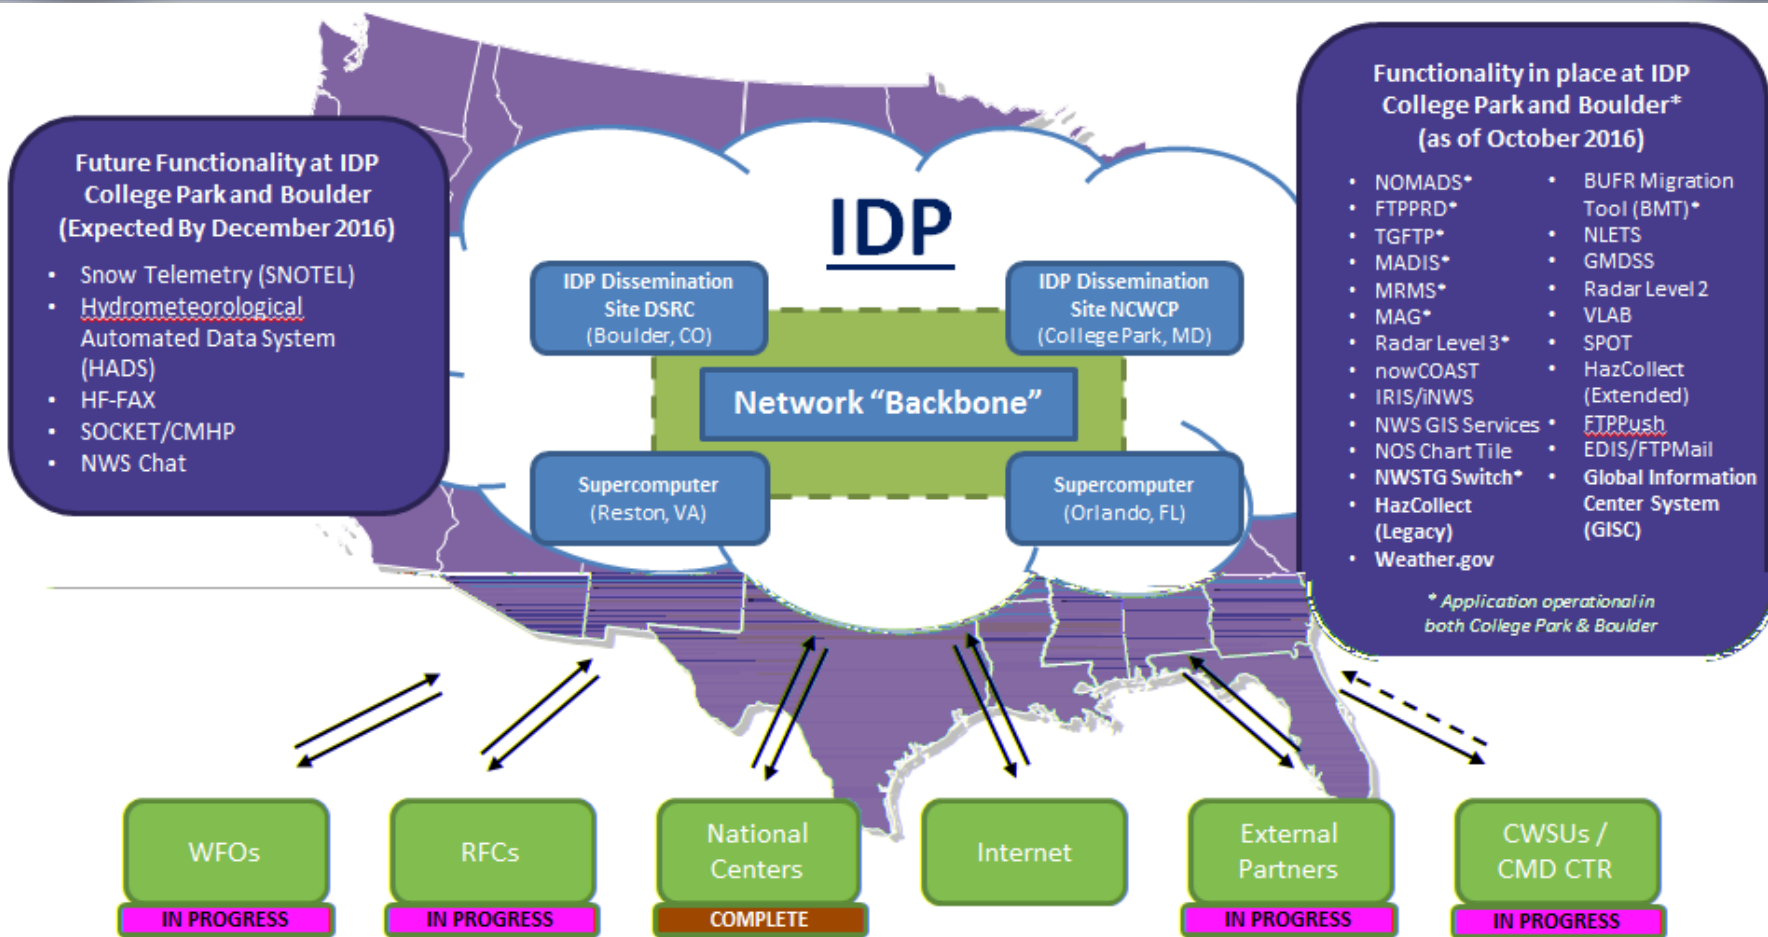 Future Functionality at IDP
College Park and Boulder
(Expected By December 2016)
• Snow Telemetry (SNOTEL)
• Hydrometeorological
Automated Data System
(HADS)
• HF-FAX
• SOCKET/CMHP
• NWS Chat
IDP
IDP Dissemination
Site DSRC
(Boulder, CO)
IDP Dissemination
Site NCWCP
(College Park, MD)
Network “Backbone”
Supercomputer
(Reston, VA)
Supercomputer
(Orlando, FL)
Functionality in place at IDP
College Park and Boulder*
(as of October 2016)
• NOMADS*
• FTPPRD*
• TGFTP*
• MADIS*
• MRMS*
• MAG*
• Radar Level 3*
• nowCOAST
• IRIS/iNWS
• NWS GIS Services
• NOS Chart Tile
• NWSTG Switch*
• HazCollect
(Legacy)
• Weather.gov
• BUFR Migration
Tool (BMT)*
• NLETS
• GMDSS
• Radar Level 2
• VLAB
• SPOT
• HazCollect
(Extended)
• FTPPush
• EDIS/FTPMail
• Global Information
Center System
(GISC)
* Application operational in
both College Park & Boulder
WFOs
IN PROGRESS
RFCs
IN PROGRESS
National
Centers
COMPLETE
Internet
External
Partners
IN PROGRESS
CWSUs /
CMD CTR
IN PROGRESS